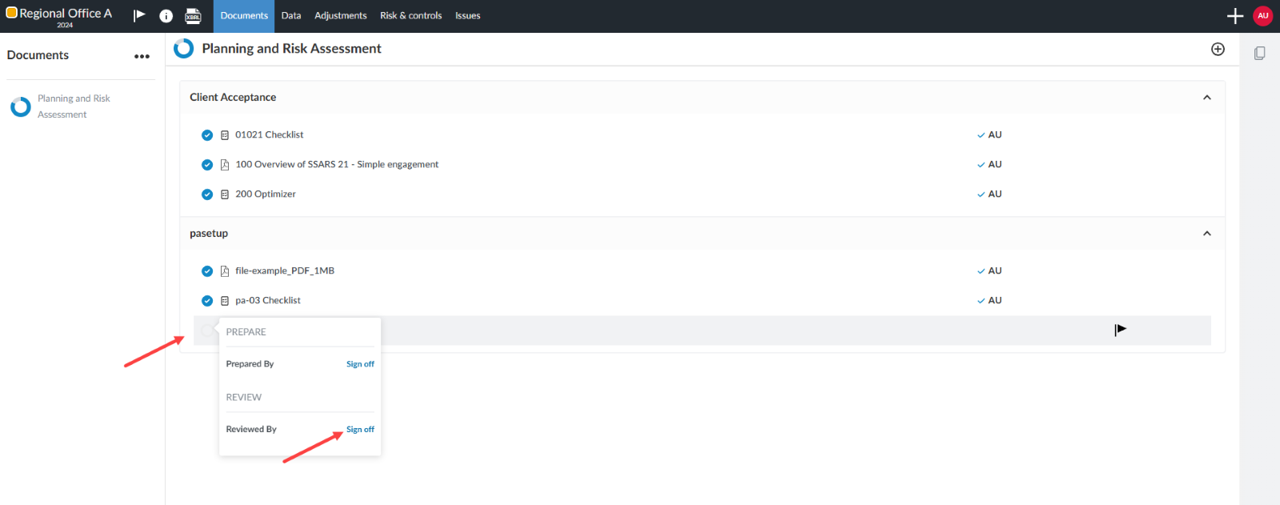 Regional Office A
2024
XBRL
Documents Data Adjustments Risk & controls Issues
AU
Documents
Planning and Risk Assessment
Planning and Risk
Assessment
Client Acceptance
01021 Checklist AU
100 Overview of SSARS 21 - Simple engagement AU
200 Optimizer AU
pasetup
file-example_PDF_1MB AU
pa-03 Checklist AU
PREPARE
Prepared By Sign off
REVIEW
Reviewed By Sign off